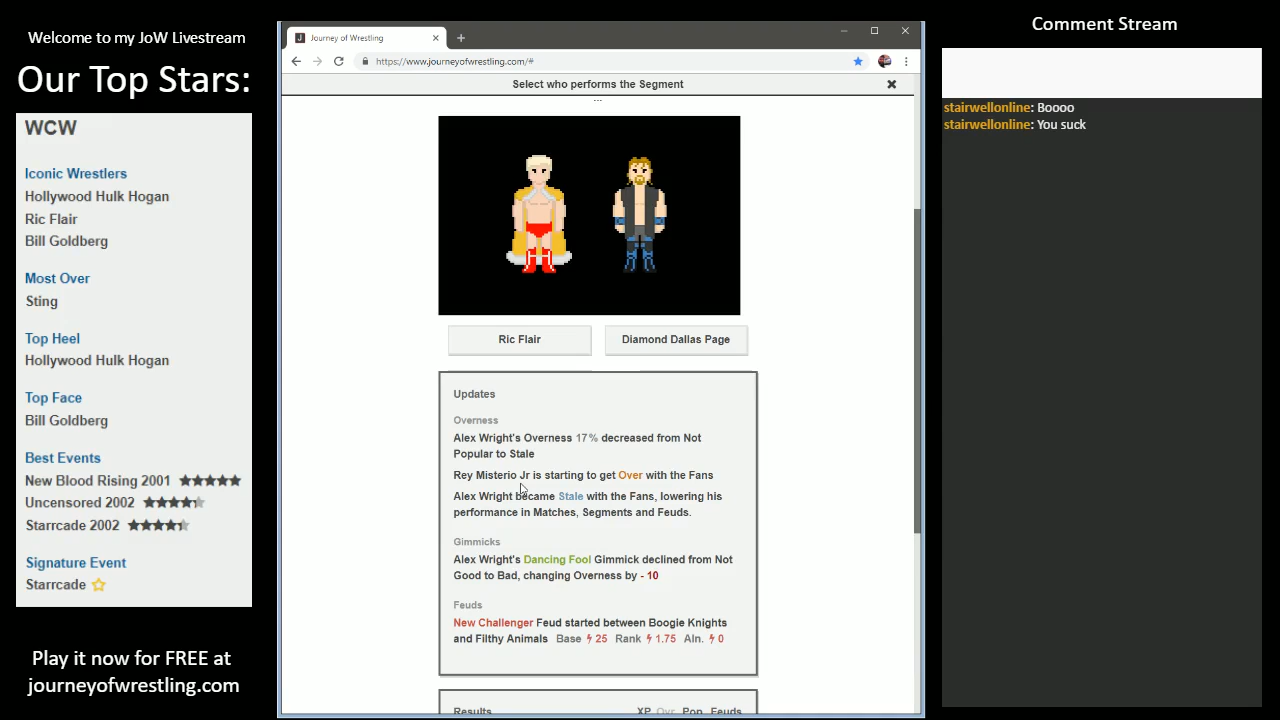 Welcome to my JoW Livestream
Our Top Stars:
WCW
Iconic Wrestlers
Hollywood Hulk Hogan
Ric Flair
Bill Goldberg
Most Over
Sting
Top Heel
Hollywood Hulk Hogan
Top Face
Bill Goldberg
Best Events
New Blood Rising 2001
Uncensored 2002
Starrcade 2002
Signature Event
Starrcade
Play it now for FREE at
journeyofwrestling.com
Journey of Wrestling
https://www.journeyofwrestling.com/#
Select who performs the Segment
...
Ric Flair
Diamond Dallas Page
Updates
Overness
Alex Wright's Overness 17% decreased from Not
Popular to Stale
Rey Misterio Jr is starting to get Over with the Fans
Alex Wright became Stale with the Fans, lowering his
performance in Matches, Segments and Feuds.
Gimmicks
Alex Wright's Dancing Fool Gimmick declined from Not
Good to Bad, changing Overness by - 10
Feuds
New Challenger Feud started between Boogie Knights
and Filthy Animals Base 25 Rank 1.75 Aln. 0
Results XP Ovr Pop Feuds
Comment Stream
stairwellonline: Boooo
stairwellonline: You suck